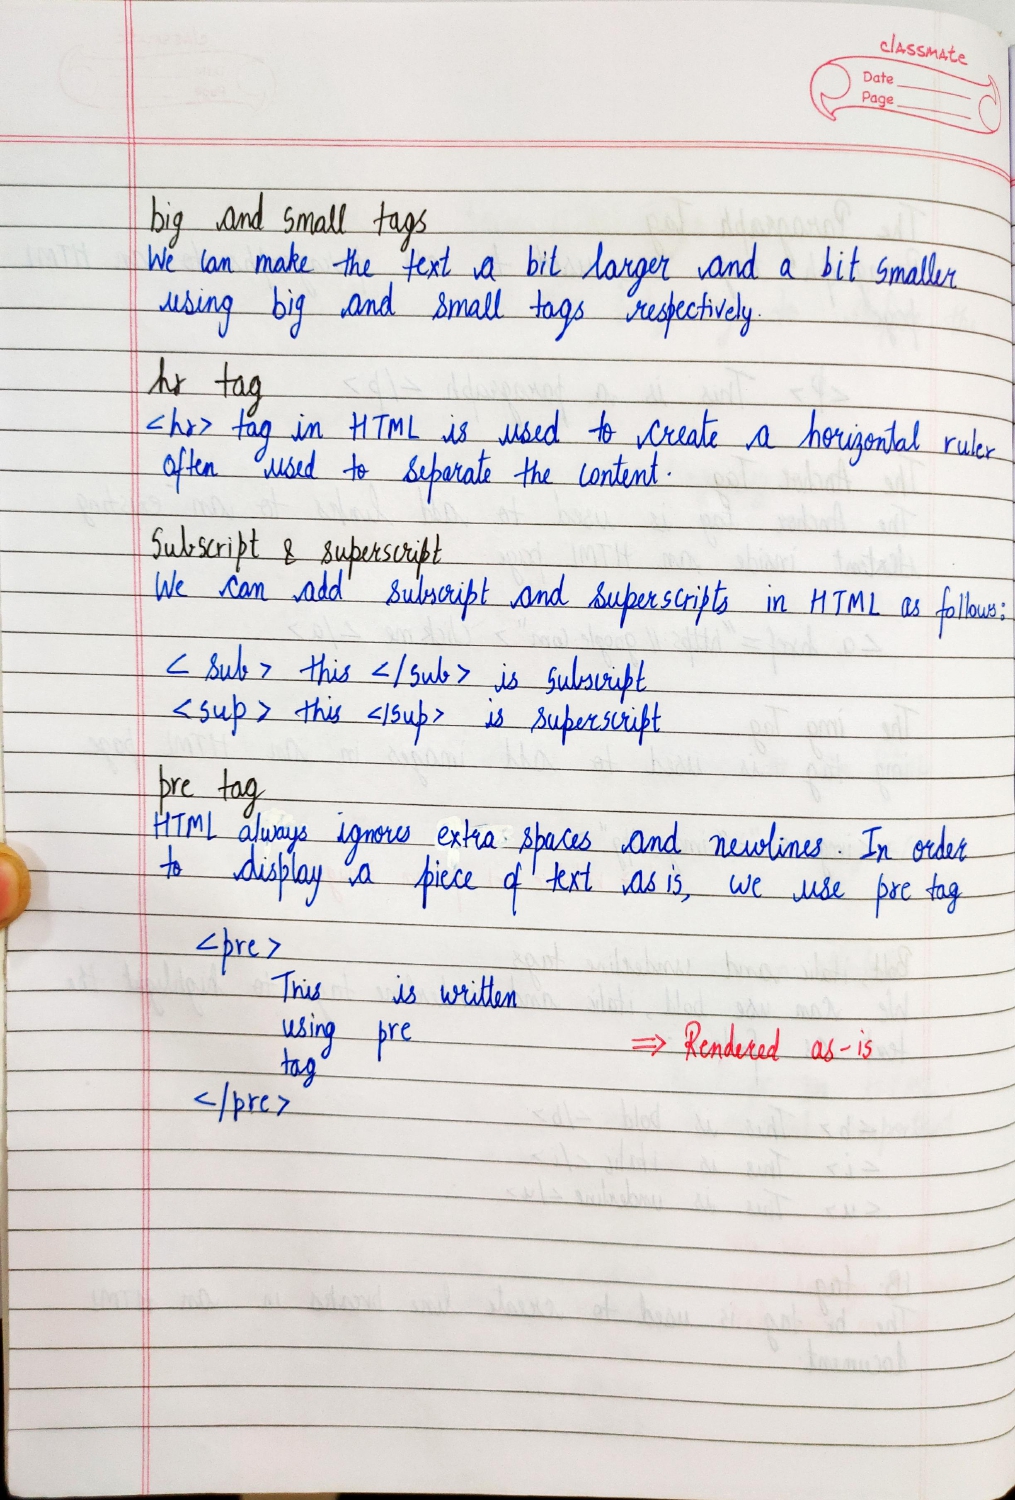 classmate
Date
Page
big and small tags
We can make the text a bit larger and a bit smaller
using big and small tags respectively.
hr tag
<hr> tag in HTML is used to create a horizontal ruler
often used to separate the content.
Subscript & superscript
We can add subscript and superscripts in HTML as follows:
<sub> this </sub> is subscript
<sup> this </sup> is superscript
pre tag
HTML always ignores extra spaces and newlines. In order
to display a piece of text as is, we use pre tag
<pre>
This is written
using pre ⇒ Rendered as-is
tag
</pre>